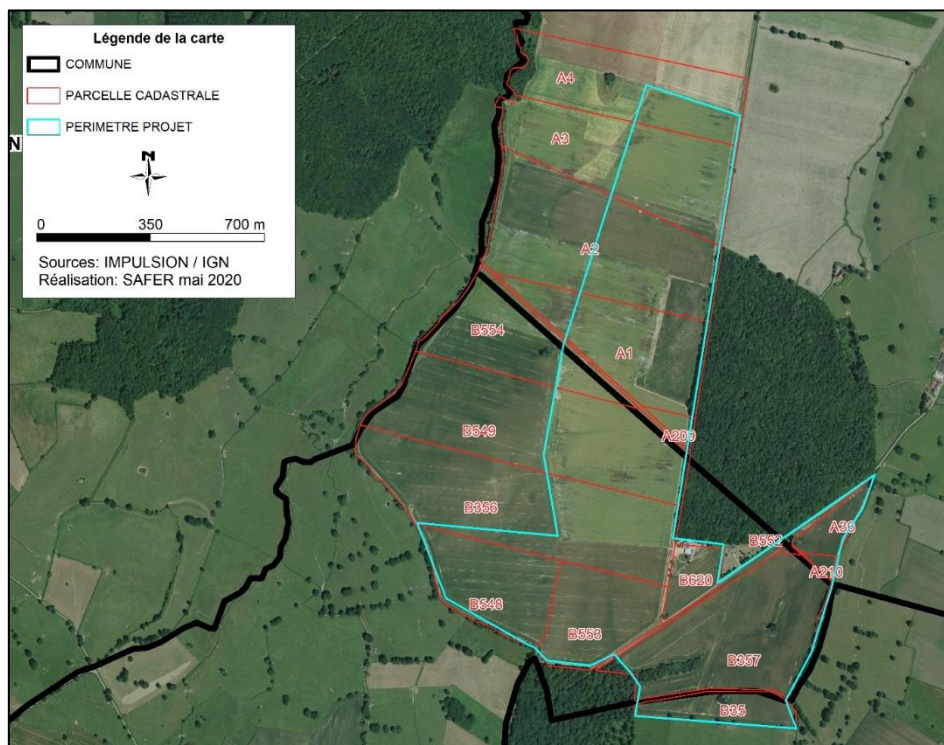 Légende de la carte
COMMUNE
PARCELLE CADASTRALE
PERIMETRE PROJET
N
N
0 350 700 m
Sources: IMPULSION / IGN
Réalisation: SAFER mai 2020
A4
A3
A2
B554
A1
B549
A209
B356
B552
A33
B620
A210
B548
B553
B357
B35